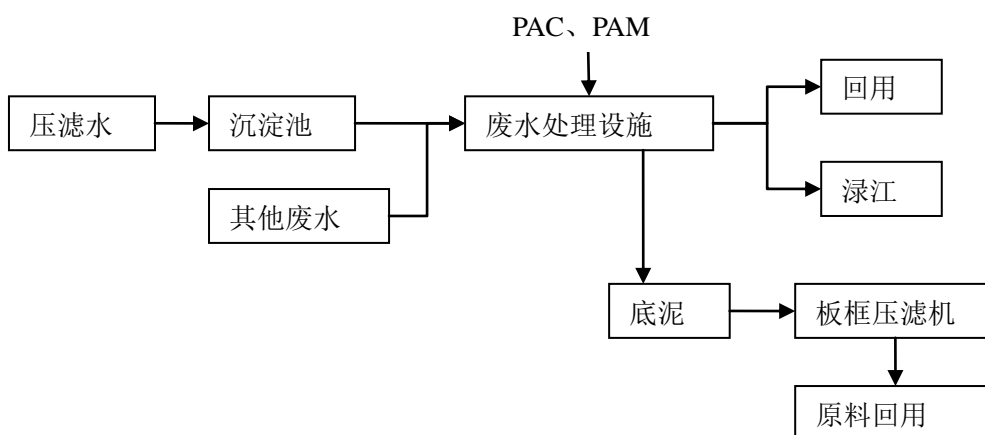 PAC、PAM
回用
压滤水
沉淀池
废水处理设施
渌江
其他废水
底泥
板框压滤机
原料回用